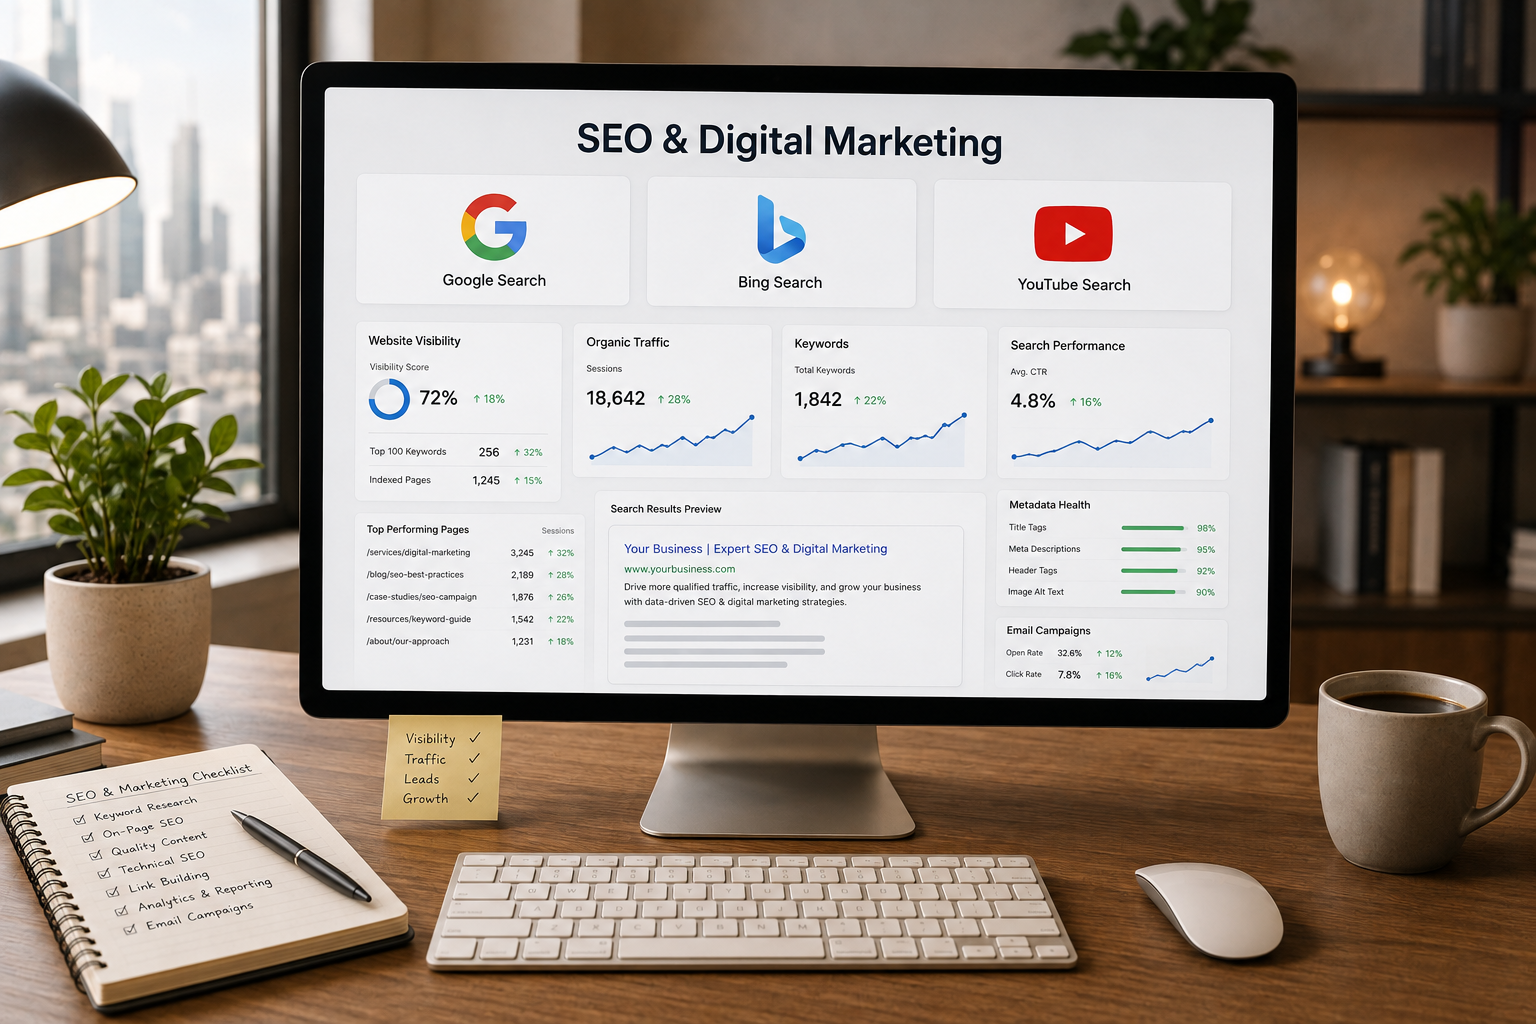 SEO & Digital Marketing
Google Search
Bing Search
YouTube Search
Website Visibility
Visibility Score
72% ↑ 18%
Top 100 Keywords 256 ↑ 32%
Indexed Pages 1,245 ↑ 15%
Organic Traffic
Sessions
18,642 ↑ 28%
Keywords
Total Keywords
1,842 ↑ 22%
Search Performance
Avg. CTR
4.8% ↑ 16%
Top Performing Pages Sessions
/services/digital-marketing 3,245 ↑ 32%
/blog/seo-best-practices 2,189 ↑ 28%
/case-studies/seo-campaign 1,876 ↑ 26%
/resources/keyword-guide 1,542 ↑ 22%
/about/our-approach 1,231 ↑ 18%
Search Results Preview
Your Business | Expert SEO & Digital Marketing
www.yourbusiness.com
Drive more qualified traffic, increase visibility, and grow your business
with data-driven SEO & digital marketing strategies.
Metadata Health
Title Tags 98%
Meta Descriptions 95%
Header Tags 92%
Image Alt Text 90%
Email Campaigns
Open Rate 32.6% ↑ 12%
Click Rate 7.8% ↑ 16%
Visibility ✓
Traffic ✓
Leads ✓
Growth ✓
SEO & Marketing Checklist
☑ Keyword Research
☑ On-Page SEO
☑ Quality Content
☑ Technical SEO
☑ Link Building
☑ Analytics & Reporting
☑ Email Campaigns